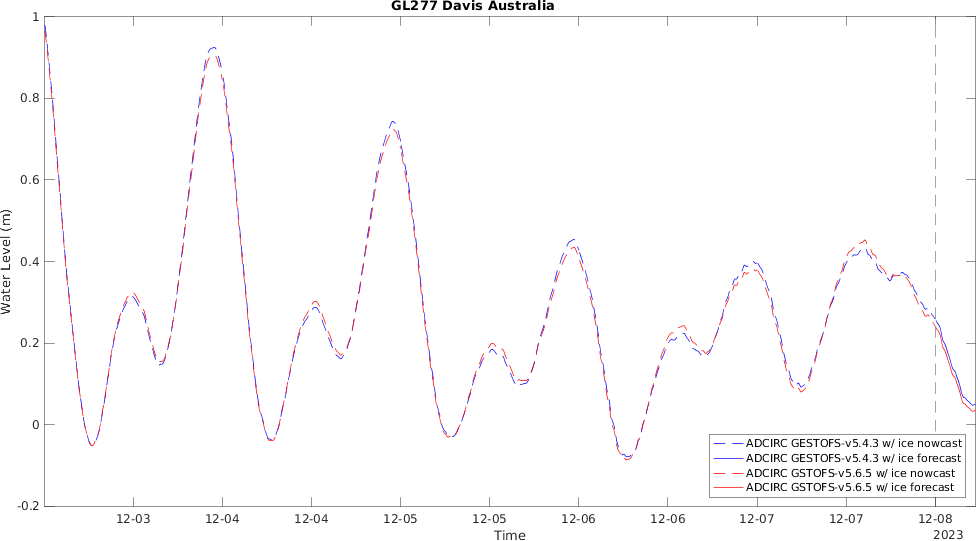 GL277 Davis Australia
1
0.8
0.6
0.4
0.2
0
-0.2
Water Level (m)
ADCIRC GESTOFS-v5.4.3 w/ ice nowcast
ADCIRC GESTOFS-v5.4.3 w/ ice forecast
ADCIRC GSTOFS-v5.6.5 w/ ice nowcast
ADCIRC GSTOFS-v5.6.5 w/ ice forecast
12-03 12-04 12-04 12-05 12-05 12-06 12-06 12-07 12-07 12-08
Time 2023